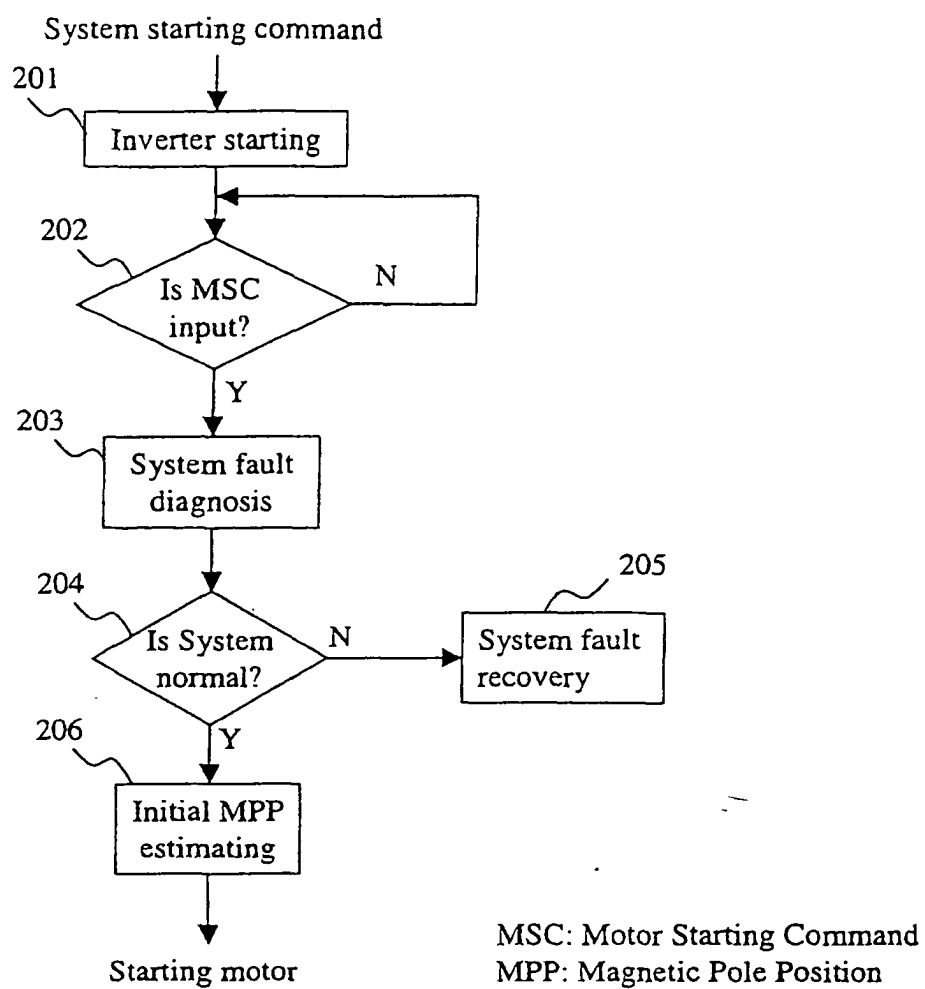 System starting command
201
Inverter starting
202
Is MSC
input?
N
Y
203
System fault
diagnosis
204
Is System
normal?
N
205
System fault
recovery
Y
206
Initial MPP
estimating
Starting motor
MSC: Motor Starting Command
MPP: Magnetic Pole Position